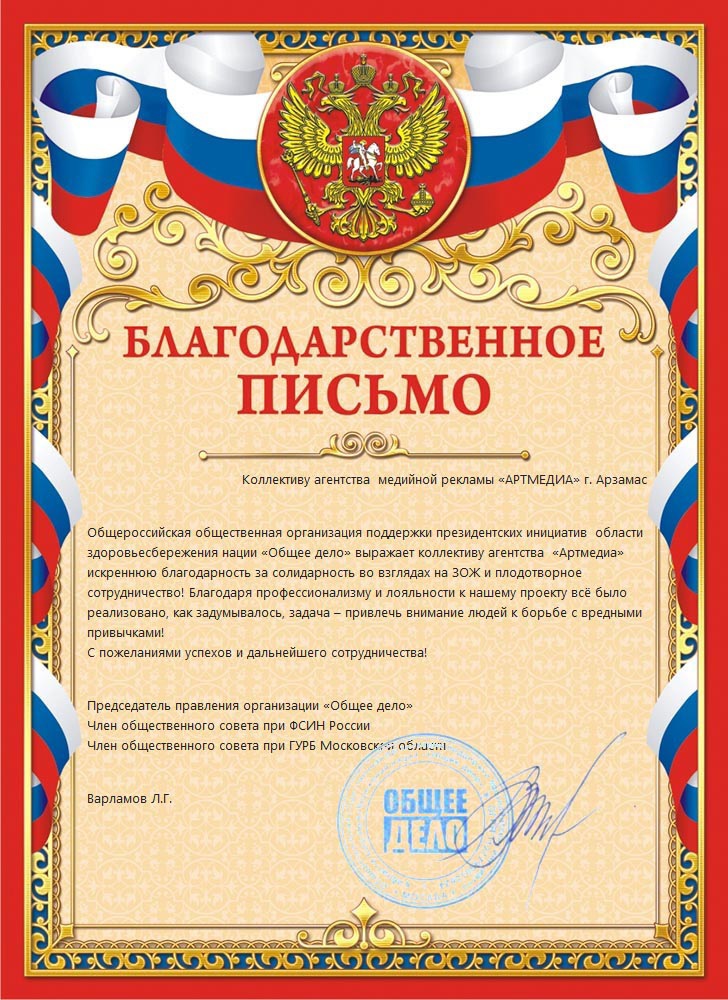 БЛАГОДАРСТВЕННОЕ
ПИСЬМО
Коллективу агентства медийной рекламы «АРТМЕДИА» г. Арзамас
Общероссийская общественная организация поддержки президентских инициатив области
здоровьесбережения нации «Общее дело» выражает коллективу агентства «Артмедиа»
искреннюю благодарность за солидарность во взглядах на ЗОЖ и плодотворное
сотрудничество! Благодаря профессионализму и лояльности к нашему проекту всё было
реализовано, как задумывалось, задача – привлечь внимание людей к борьбе с вредными
привычками!
С пожеланиями успехов и дальнейшего сотрудничества!
Председатель правления организации «Общее дело»
Член общественного совета при ФСИН России
Член общественного совета при ГУРБ Московской области
Варламов Л.Г.
ОБЩЕЕ
ДЕЛО